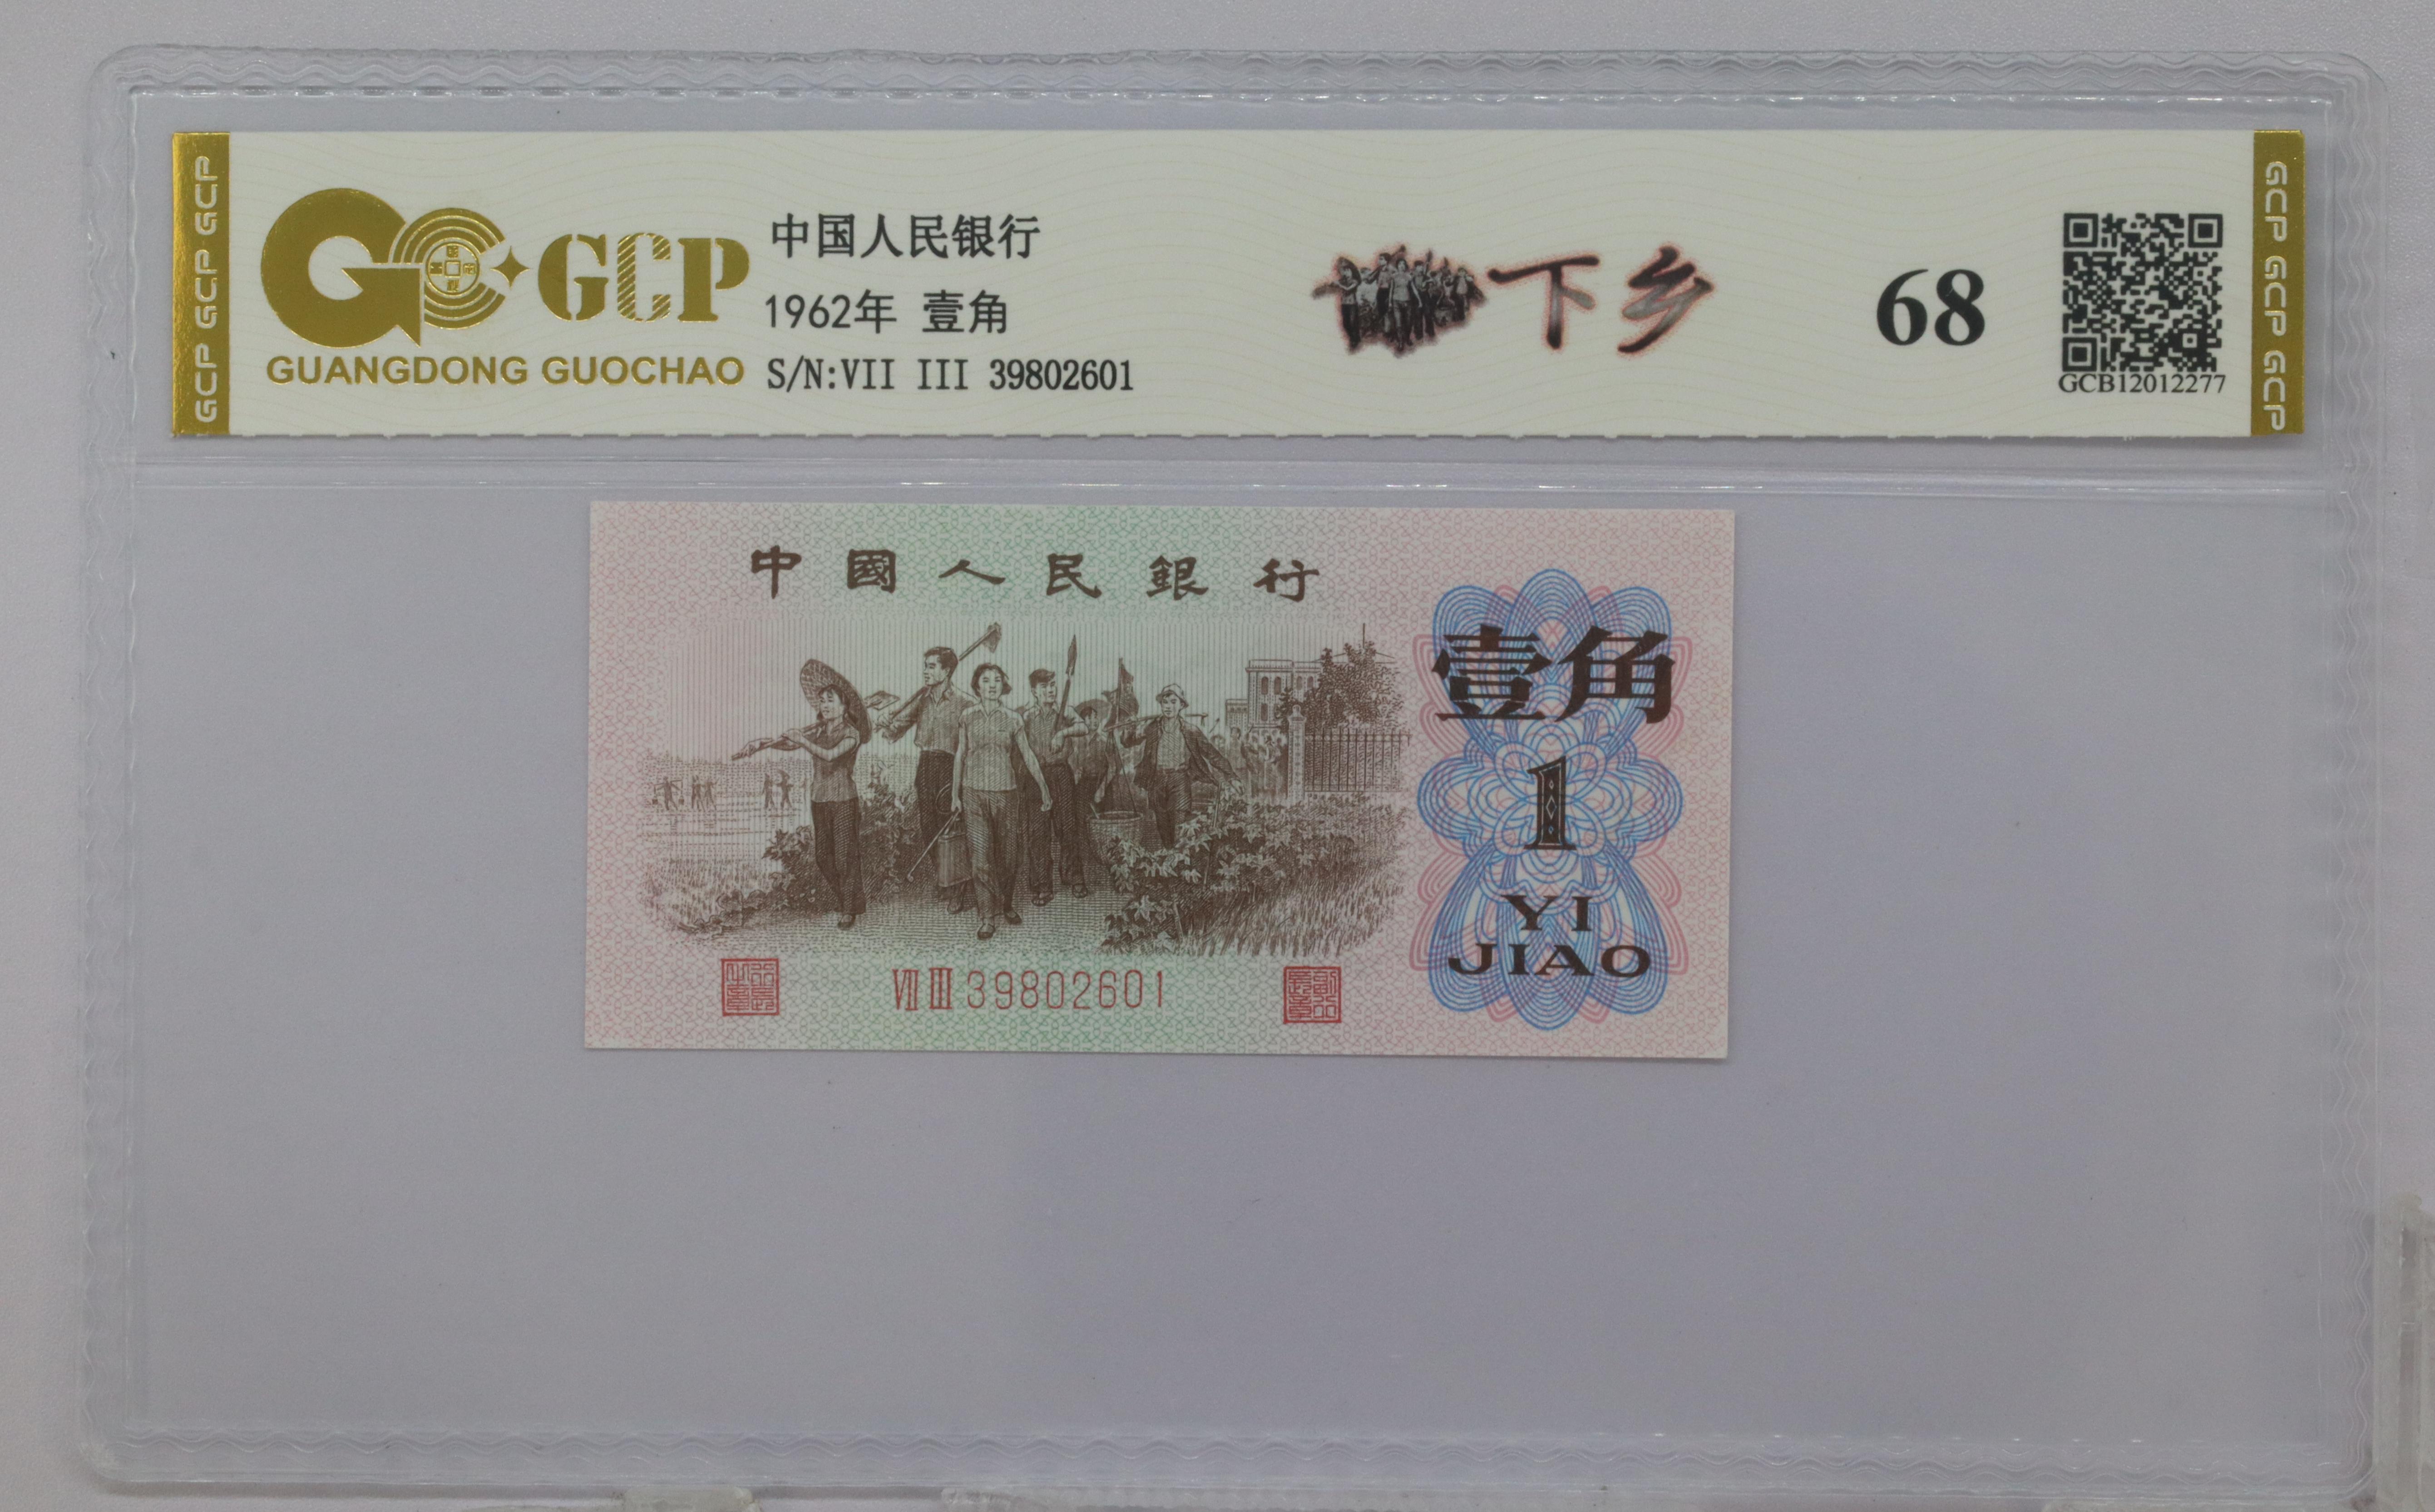 GCP GCP GCP
GCP
GUANGDONG GUOCHAO
中国人民银行
1962年 壹角
S/N:VII III 39802601
下乡
68
GCB12012277
GCP GCP GCP
中國人民銀行
壹角
1
YI
JIAO
VII III 39802601